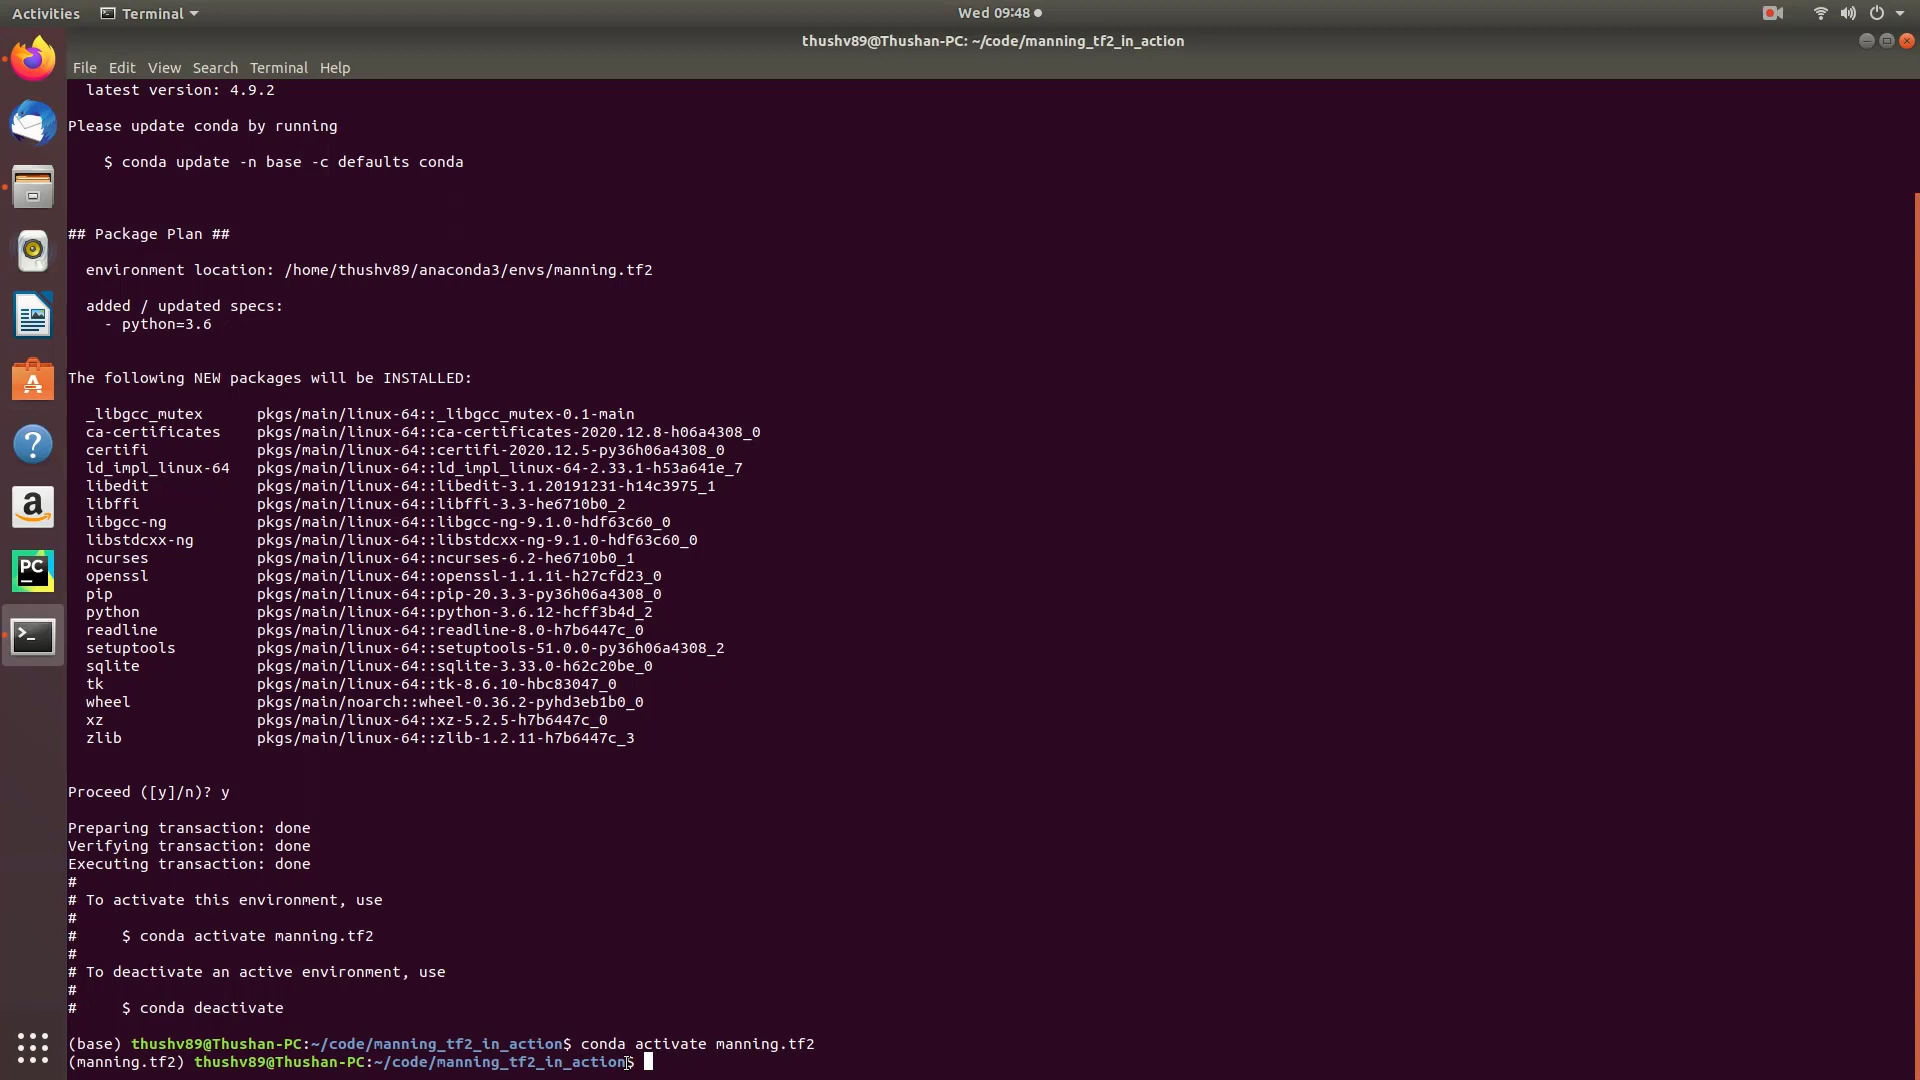 Activities Terminal Wed 09:48
thushv89@Thushan-PC: ~/code/manning_tf2_in_action
File Edit View Search Terminal Help
latest version: 4.9.2
Please update conda by running
$ conda update -n base -c defaults conda
## Package Plan ##
environment location: /home/thushv89/anaconda3/envs/manning.tf2
added / updated specs:
- python=3.6
The following NEW packages will be INSTALLED:
_libgcc_mutex pkgs/main/linux-64::_libgcc_mutex-0.1-main
ca-certificates pkgs/main/linux-64::ca-certificates-2020.12.8-h06a4308_0
certifi pkgs/main/linux-64::certifi-2020.12.5-py36h06a4308_0
ld_impl_linux-64 pkgs/main/linux-64::ld_impl_linux-64-2.33.1-h53a641e_7
libedit pkgs/main/linux-64::libedit-3.1.20191231-h14c3975_1
libffi pkgs/main/linux-64::libffi-3.3-he6710b0_2
libgcc-ng pkgs/main/linux-64::libgcc-ng-9.1.0-hdf63c60_0
libstdcxx-ng pkgs/main/linux-64::libstdcxx-ng-9.1.0-hdf63c60_0
ncurses pkgs/main/linux-64::ncurses-6.2-he6710b0_1
openssl pkgs/main/linux-64::openssl-1.1.1i-h27cfd23_0
pip pkgs/main/linux-64::pip-20.3.3-py36h06a4308_0
python pkgs/main/linux-64::python-3.6.12-hcff3b4d_2
readline pkgs/main/linux-64::readline-8.0-h7b6447c_0
setuptools pkgs/main/linux-64::setuptools-51.0.0-py36h06a4308_2
sqlite pkgs/main/linux-64::sqlite-3.33.0-h62c20be_0
tk pkgs/main/linux-64::tk-8.6.10-hbc83047_0
wheel pkgs/main/noarch::wheel-0.36.2-pyhd3eb1b0_0
xz pkgs/main/linux-64::xz-5.2.5-h7b6447c_0
zlib pkgs/main/linux-64::zlib-1.2.11-h7b6447c_3
Proceed ([y]/n)? y
Preparing transaction: done
Verifying transaction: done
Executing transaction: done
#
# To activate this environment, use
#
# $ conda activate manning.tf2
#
# To deactivate an active environment, use
#
# $ conda deactivate
(base) thushv89@Thushan-PC:~/code/manning_tf2_in_action$ conda activate manning.tf2
(manning.tf2) thushv89@Thushan-PC:~/code/manning_tf2_in_action$
A
?
a
PC
>_